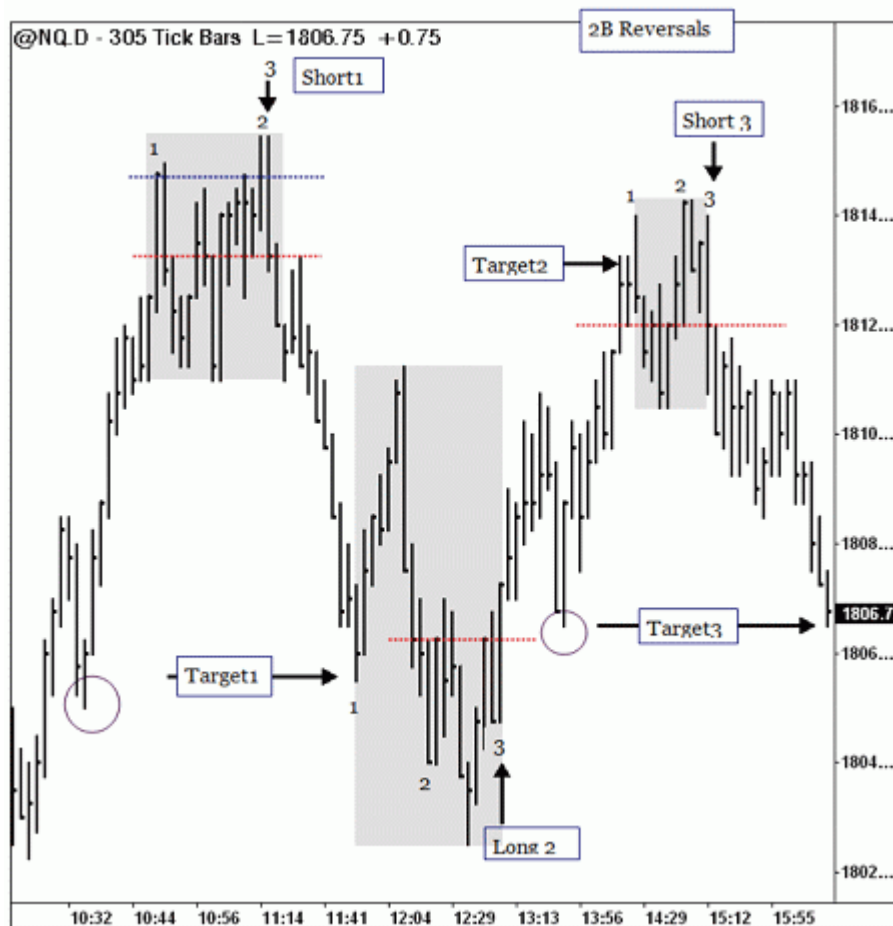 @NQ.D - 305 Tick Bars L=1806.75 +0.75
2B Reversals
3
Short1
1816...
2
Short 3
1
1
2
3
1814...
Target2
1812...
1810...
1808...
1806.7
Target3
1806...
Target1
1
1804...
2
3
Long 2
1802...
10:32 10:44 10:56 11:14 11:41 12:04 12:29 13:13 13:56 14:29 15:12 15:55